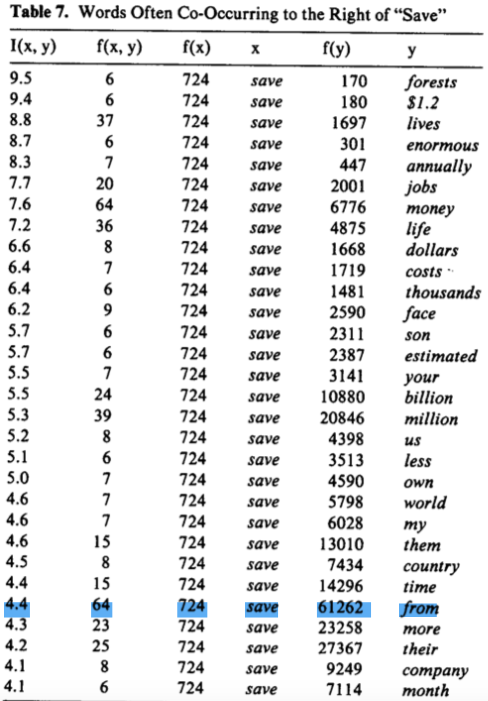 Table 7. Words Often Co-Occurring to the Right of “Save”
I(x, y) f(x, y) f(x) x f(y) y
9.5 6 724 save 170 forests
9.4 6 724 save 180 $1.2
8.8 37 724 save 1697 lives
8.7 6 724 save 301 enormous
8.3 7 724 save 447 annually
7.7 20 724 save 2001 jobs
7.6 64 724 save 6776 money
7.2 36 724 save 4875 life
6.6 8 724 save 1668 dollars
6.4 7 724 save 1719 costs
6.4 6 724 save 1481 thousands
6.2 9 724 save 2590 face
5.7 6 724 save 2311 son
5.7 6 724 save 2387 estimated
5.5 7 724 save 3141 your
5.5 24 724 save 10880 billion
5.3 39 724 save 20846 million
5.2 8 724 save 4398 us
5.1 6 724 save 3513 less
5.0 7 724 save 4590 own
4.6 7 724 save 5798 world
4.6 7 724 save 6028 my
4.6 15 724 save 13010 them
4.5 8 724 save 7434 country
4.4 15 724 save 14296 time
4.4 64 724 save 61262 from
4.3 23 724 save 23258 more
4.2 25 724 save 27367 their
4.1 8 724 save 9249 company
4.1 6 724 save 7114 month